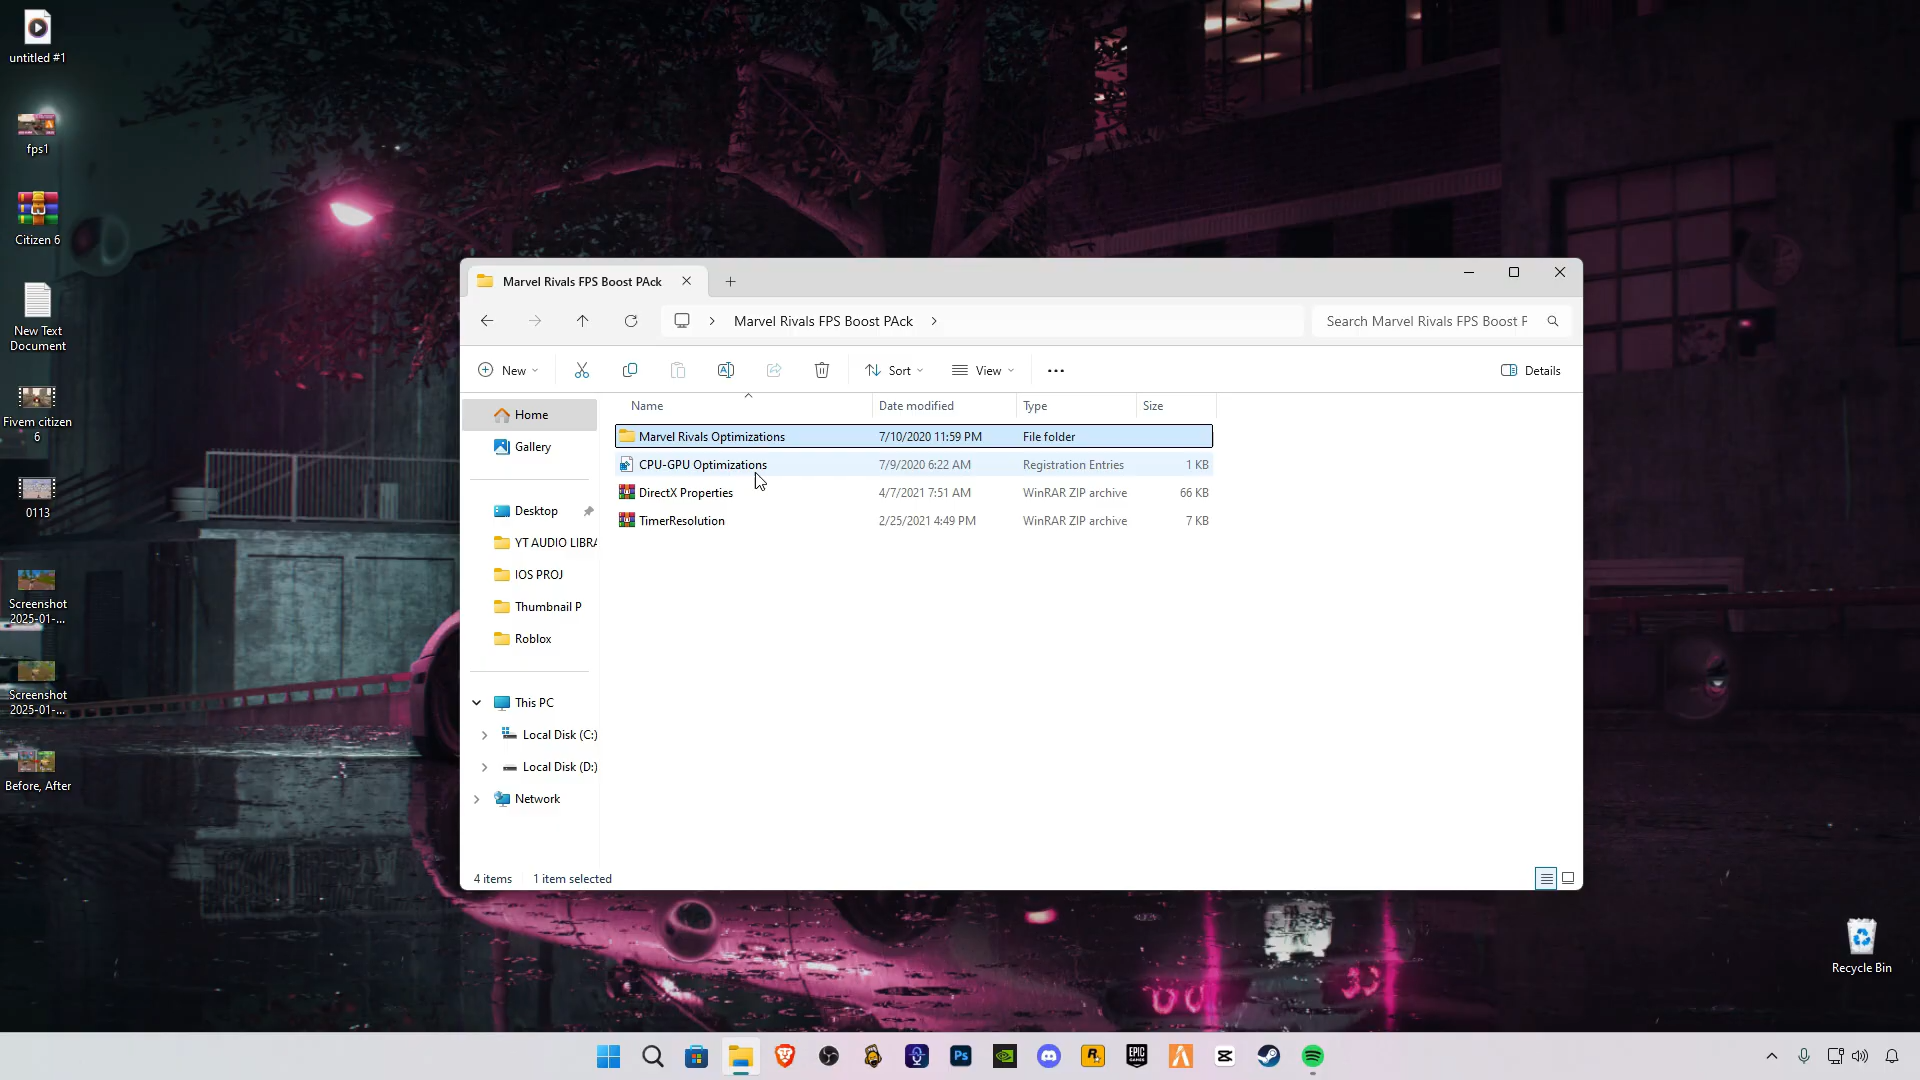 untitled #1
fps1
Citizen 6
New Text
Document
Fivem citizen
6
0113
Screenshot
2025-01-...
Screenshot
2025-01-...
Before, After
Marvel Rivals FPS Boost PAck
Marvel Rivals FPS Boost PAck
Search Marvel Rivals FPS Boost F
New
Sort
View
Details
Name
Date modified
Type
Size
Marvel Rivals Optimizations 7/10/2020 11:59 PM File folder
CPU-GPU Optimizations 7/9/2020 6:22 AM Registration Entries 1 KB
DirectX Properties 4/7/2021 7:51 AM WinRAR ZIP archive 66 KB
TimerResolution 2/25/2021 4:49 PM WinRAR ZIP archive 7 KB
Home
Gallery
Desktop
YT AUDIO LIBRA
IOS PROJ
Thumbnail P
Roblox
This PC
Local Disk (C:)
Local Disk (D:)
Network
4 items
1 item selected
Recycle Bin
Ps
EPIC
GAMES